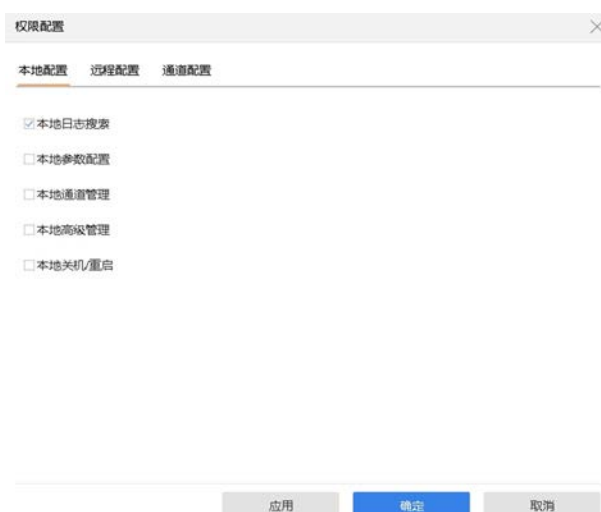 权限配置
本地配置 远程配置 通道配置
本地日志搜索
本地参数配置
本地通道管理
本地高级管理
本地关机/重启
应用 确定 取消